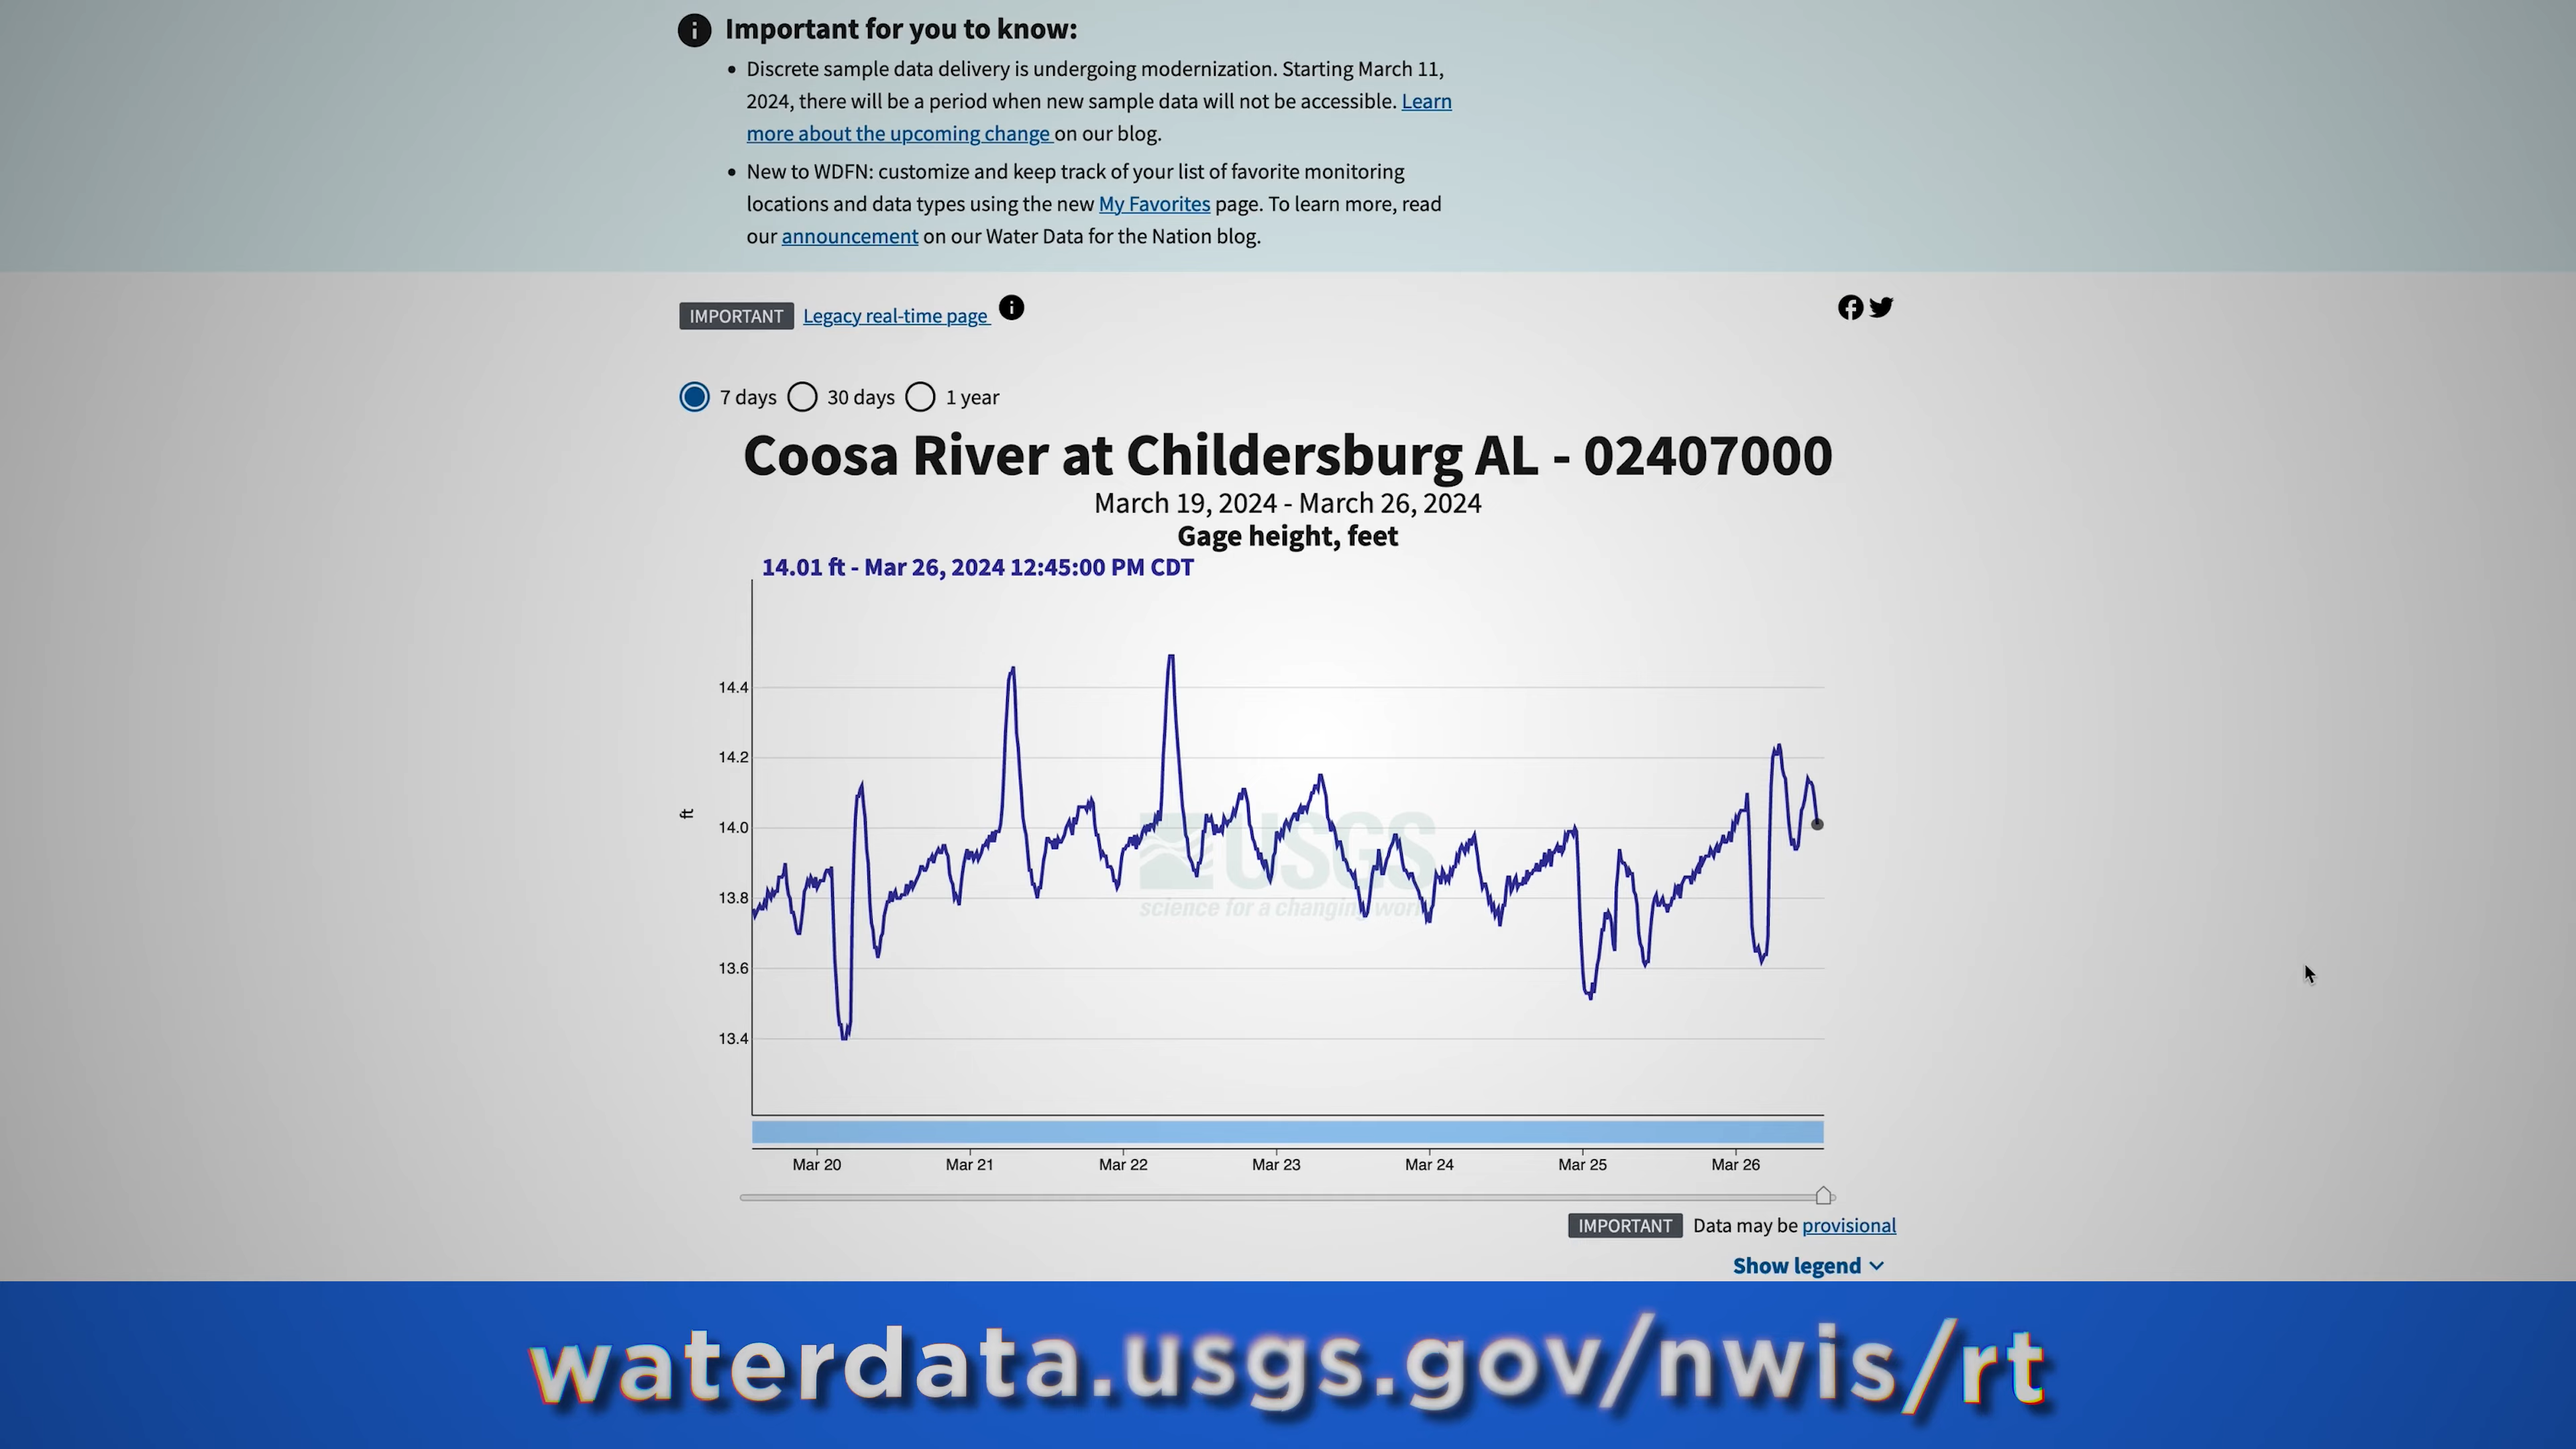 Important for you to know:
• Discrete sample data delivery is undergoing modernization. Starting March 11,
2024, there will be a period when new sample data will not be accessible. Learn
more about the upcoming change on our blog.
• New to WDFN: customize and keep track of your list of favorite monitoring
locations and data types using the new My Favorites page. To learn more, read
our announcement on our Water Data for the Nation blog.
IMPORTANT Legacy real-time page
7 days 30 days 1 year
Coosa River at Childersburg AL - 02407000
March 19, 2024 - March 26, 2024
Gage height, feet
14.01 ft - Mar 26, 2024 12:45:00 PM CDT
14.4
14.2
ft
14.0
13.8
13.6
13.4
USGS
science for a changing world
Mar 20 Mar 21 Mar 22 Mar 23 Mar 24 Mar 25 Mar 26
IMPORTANT Data may be provisional
Show legend
waterdata.usgs.gov/nwis/rt